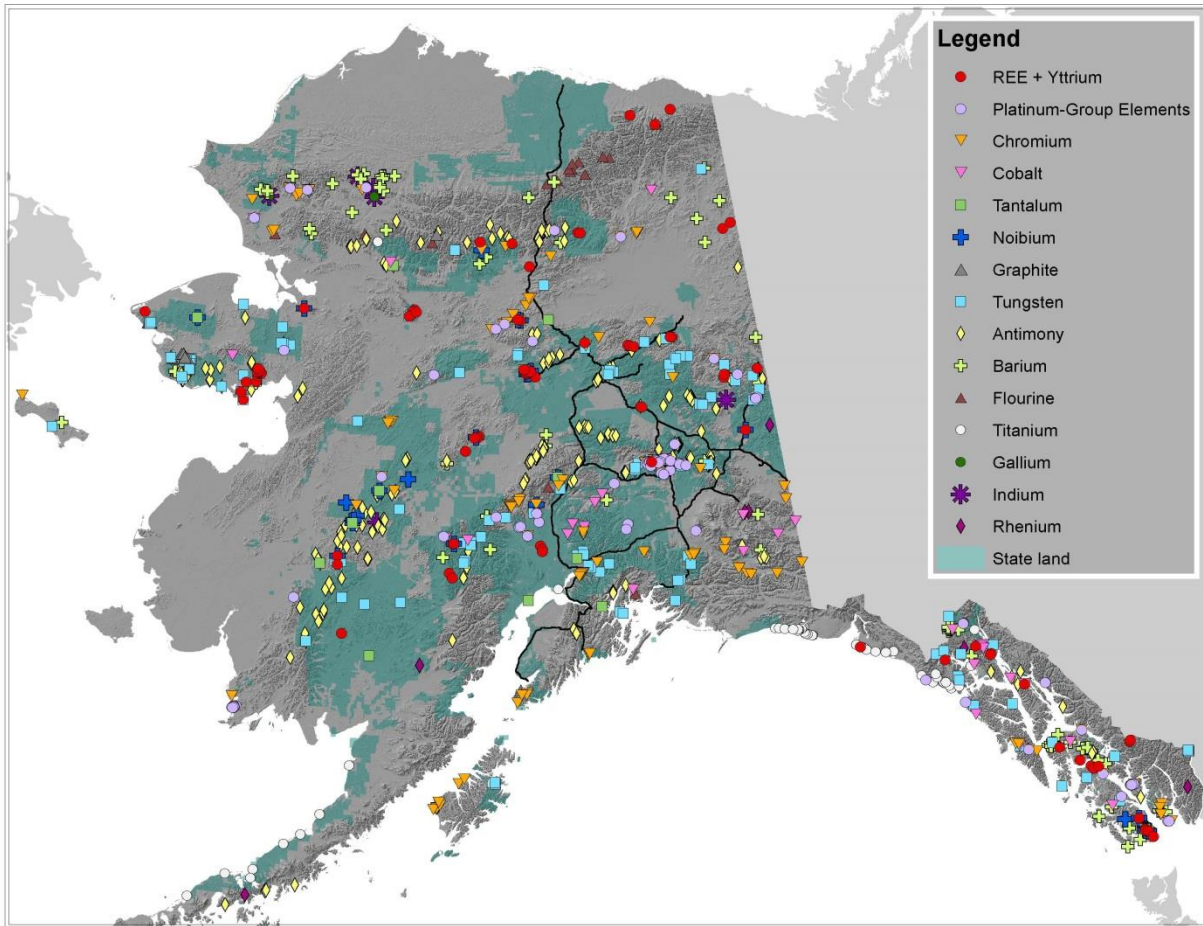 Legend
REE + Yttrium
Platinum-Group Elements
Chromium
Cobalt
Tantalum
Noibium
Graphite
Tungsten
Antimony
Barium
Flourine
Titanium
Gallium
Indium
Rhenium
State land